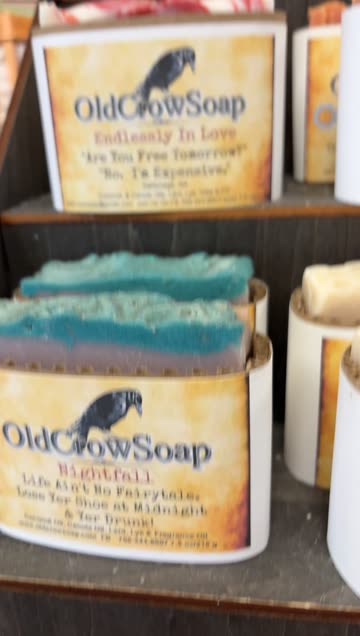 OldCrowSoap
Endlessly In Love
"Are You Free Tomorrow?"
"No, I'm Expensive."
OldCrowSoap
Nightfall
Life Ain't No Fairytale,
Lose Yer Shoe at Midnight
& Yer Drunk!